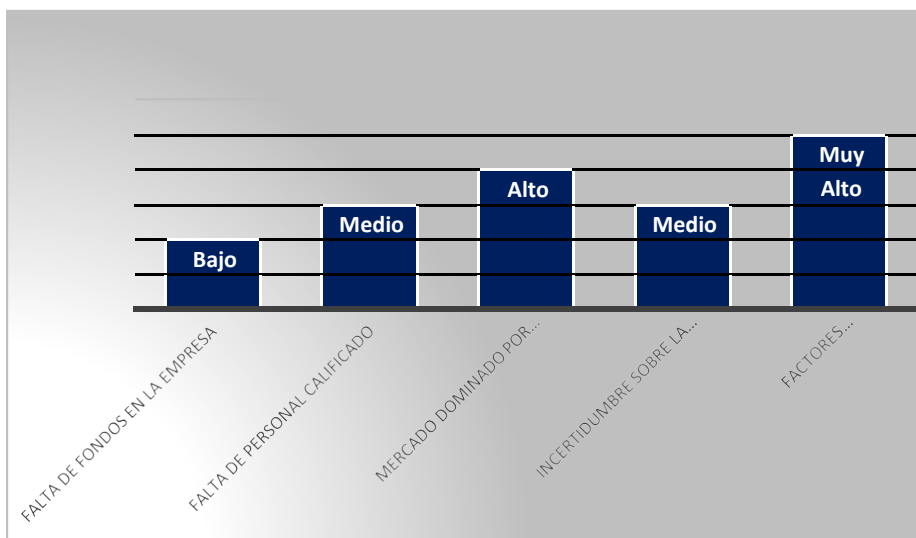 Muy
Alto
Alto
Medio
Medio
Bajo
FALTA DE FONDOS EN LA EMPRESA
FALTA DE PERSONAL CALIFICADO
MERCADO DOMINADO POR...
INCERTIDUMBRE SOBRE LA...
FACTORES...